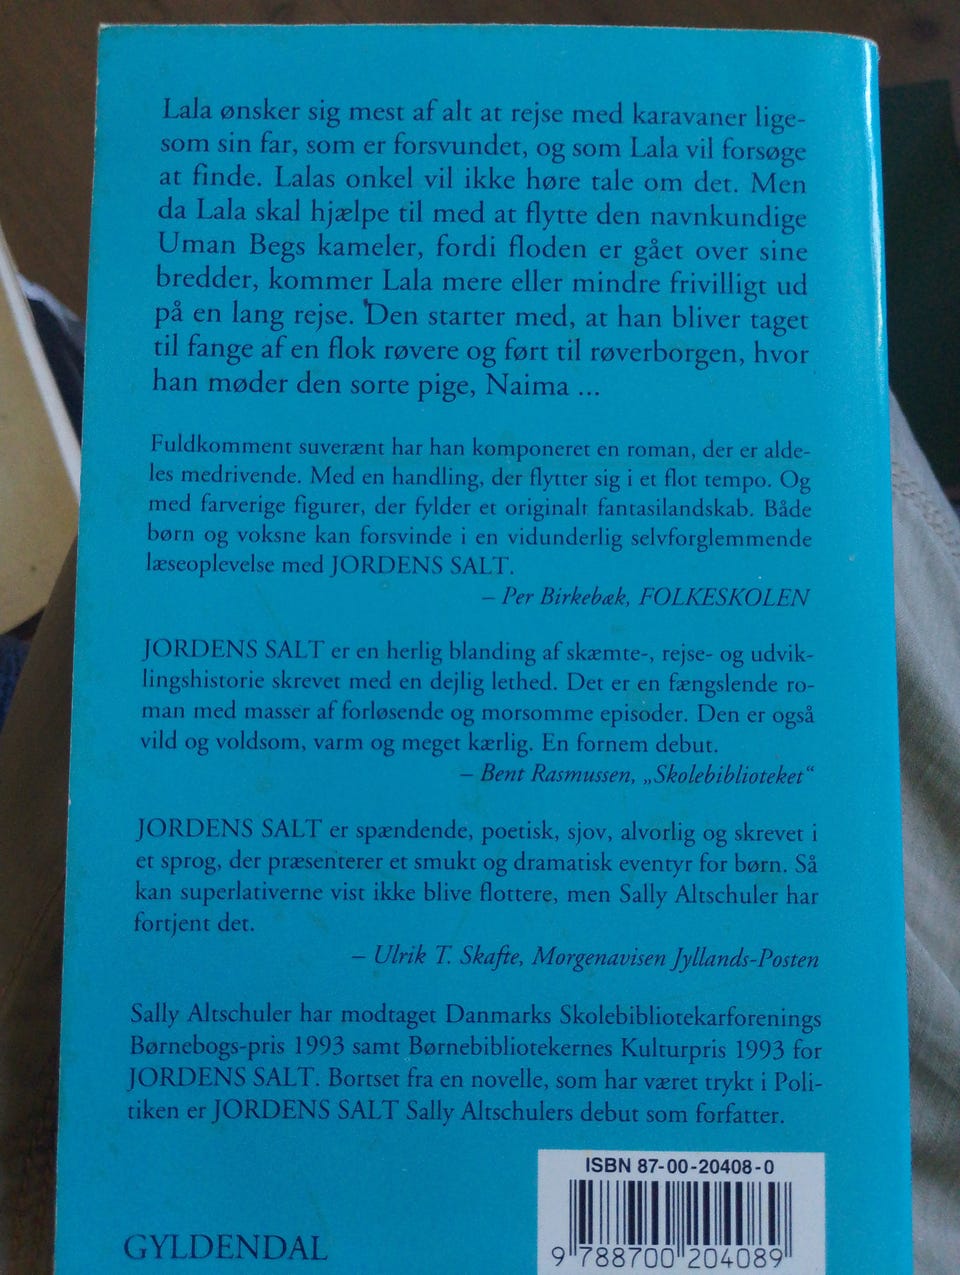 Lala ønsker sig mest af alt at rejse med karavaner lige-
som sin far, som er forsvundet, og som Lala vil forsøge
at finde. Lalas onkel vil ikke høre tale om det. Men
da Lala skal hjælpe til med at flytte den navnkundige
Uman Begs kameler, fordi floden er gået over sine
bredder, kommer Lala mere eller mindre frivilligt ud
på en lang rejse. Den starter med, at han bliver taget
til fange af en flok røvere og ført til røverborgen, hvor
han møder den sorte pige, Naima ...
Fuldkomment suverænt har han komponeret en roman, der er alde-
les medrivende. Med en handling, der flytter sig i et flot tempo. Og
med farverige figurer, der fylder et originalt fantasilandskab. Både
børn og voksne kan forsvinde i en vidunderlig selvforglemmende
læseoplevelse med JORDENS SALT.
– Per Birkebæk, FOLKESKOLEN
JORDENS SALT er en herlig blanding af skæmte-, rejse- og udvik-
lingshistorie skrevet med en dejlig lethed. Det er en fængslende ro-
man med masser af forløsende og morsomme episoder. Den er også
vild og voldsom, varm og meget kærlig. En fornem debut.
– Bent Rasmussen, „Skolebiblioteket“
JORDENS SALT er spændende, poetisk, sjov, alvorlig og skrevet i
et sprog, der præsenterer et smukt og dramatisk eventyr for børn. Så
kan superlativerne vist ikke blive flottere, men Sally Altschuler har
fortjent det.
– Ulrik T. Skafte, Morgenavisen Jyllands-Posten
Sally Altschuler har modtaget Danmarks Skolebibliotekarforenings
Børnebogs-pris 1993 samt Børnebibliotekernes Kulturpris 1993 for
JORDENS SALT. Bortset fra en novelle, som har været trykt i Poli-
tiken er JORDENS SALT Sally Altschulers debut som forfatter.
ISBN 87-00-20408-0
9 788700 204089
GYLDENDAL